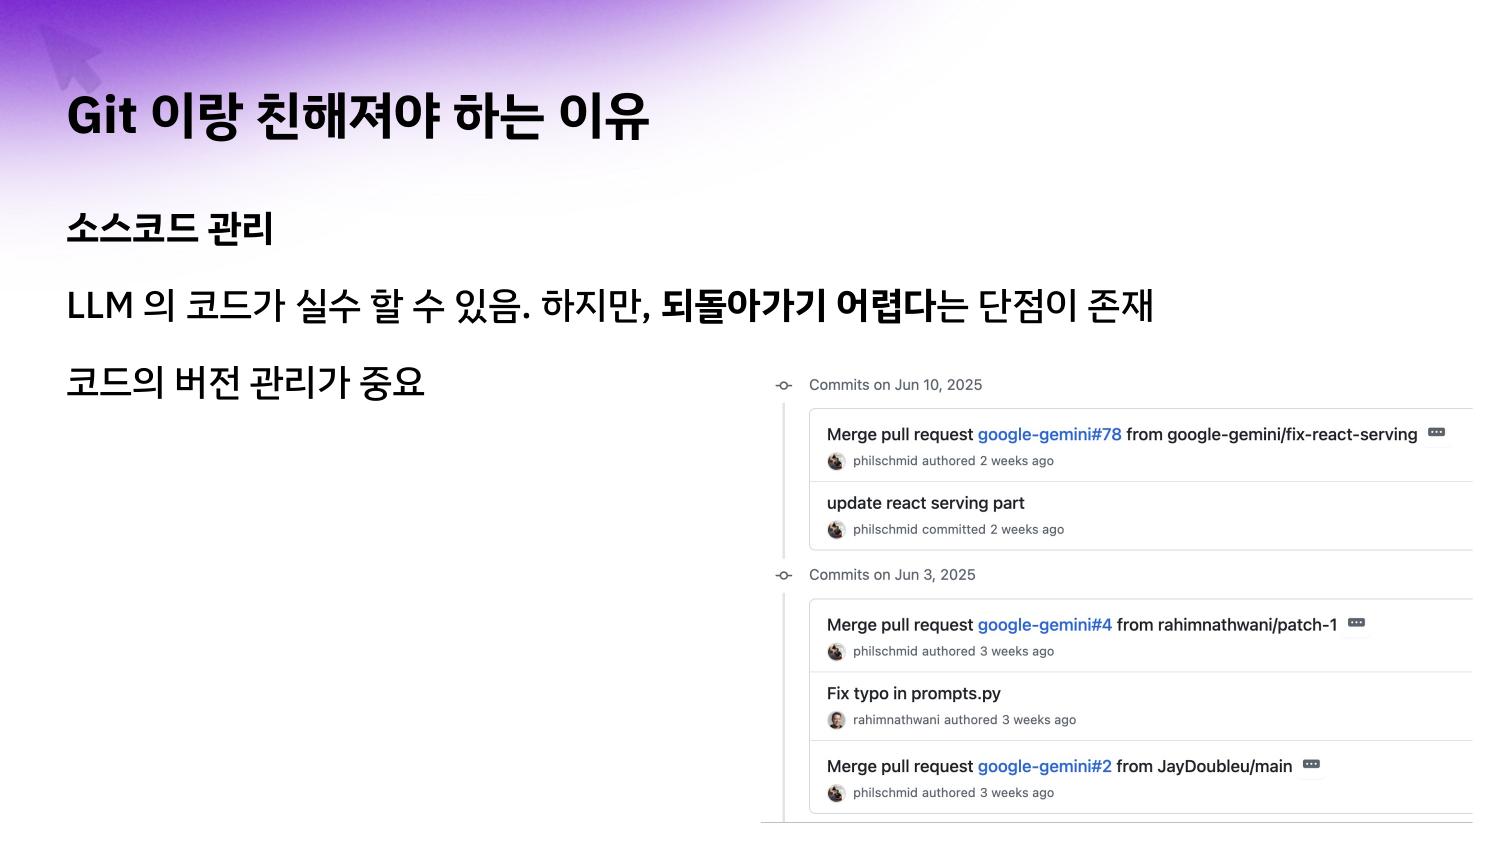 Git 이랑 친해져야 하는 이유
소스코드 관리
LLM 의 코드가 실수 할 수 있음. 하지만, 되돌아가기 어렵다는 단점이 존재
코드의 버전 관리가 중요
Commits on Jun 10, 2025
Merge pull request google-gemini#78 from google-gemini/fix-react-serving
philschmid authored 2 weeks ago
update react serving part
philschmid committed 2 weeks ago
Commits on Jun 3, 2025
Merge pull request google-gemini#4 from rahimnathwani/patch-1
philschmid authored 3 weeks ago
Fix typo in prompts.py
rahimnathwani authored 3 weeks ago
Merge pull request google-gemini#2 from JayDoubleu/main
philschmid authored 3 weeks ago